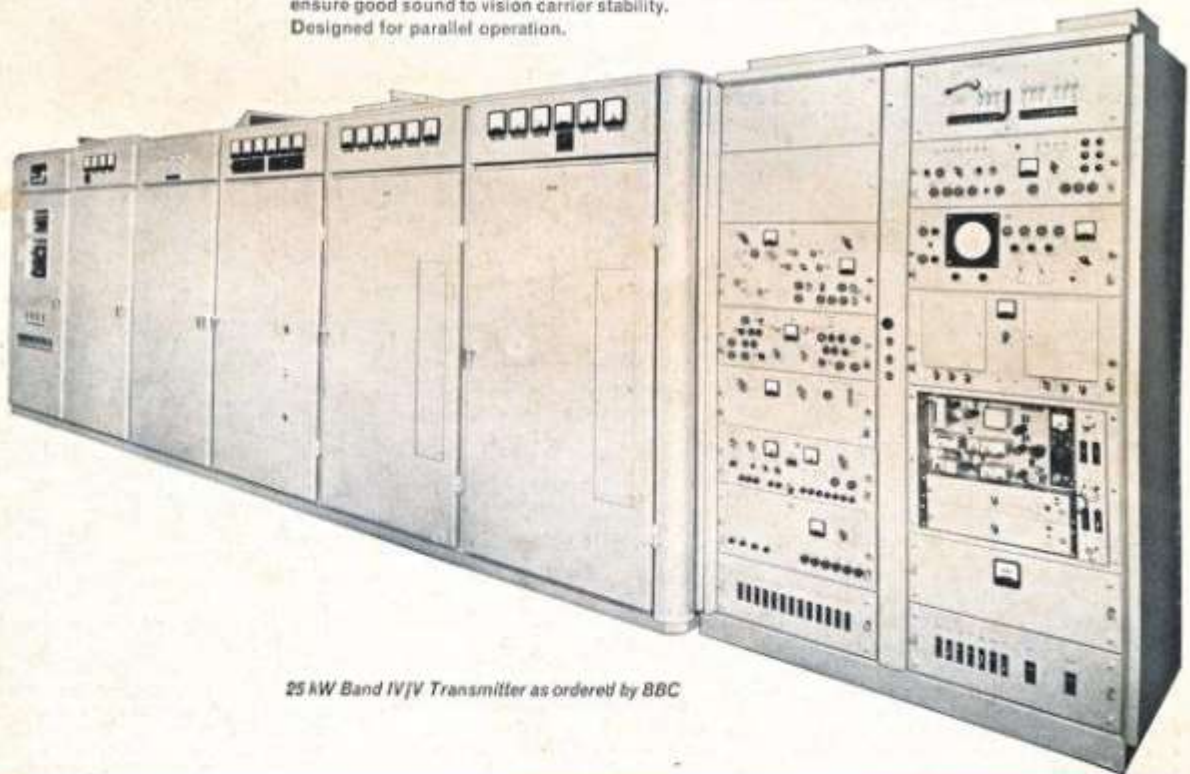 ensure good sound to vision carrier stability.
Designed for parallel operation.
25 kW Band IV/V Transmitter as ordered by BBC